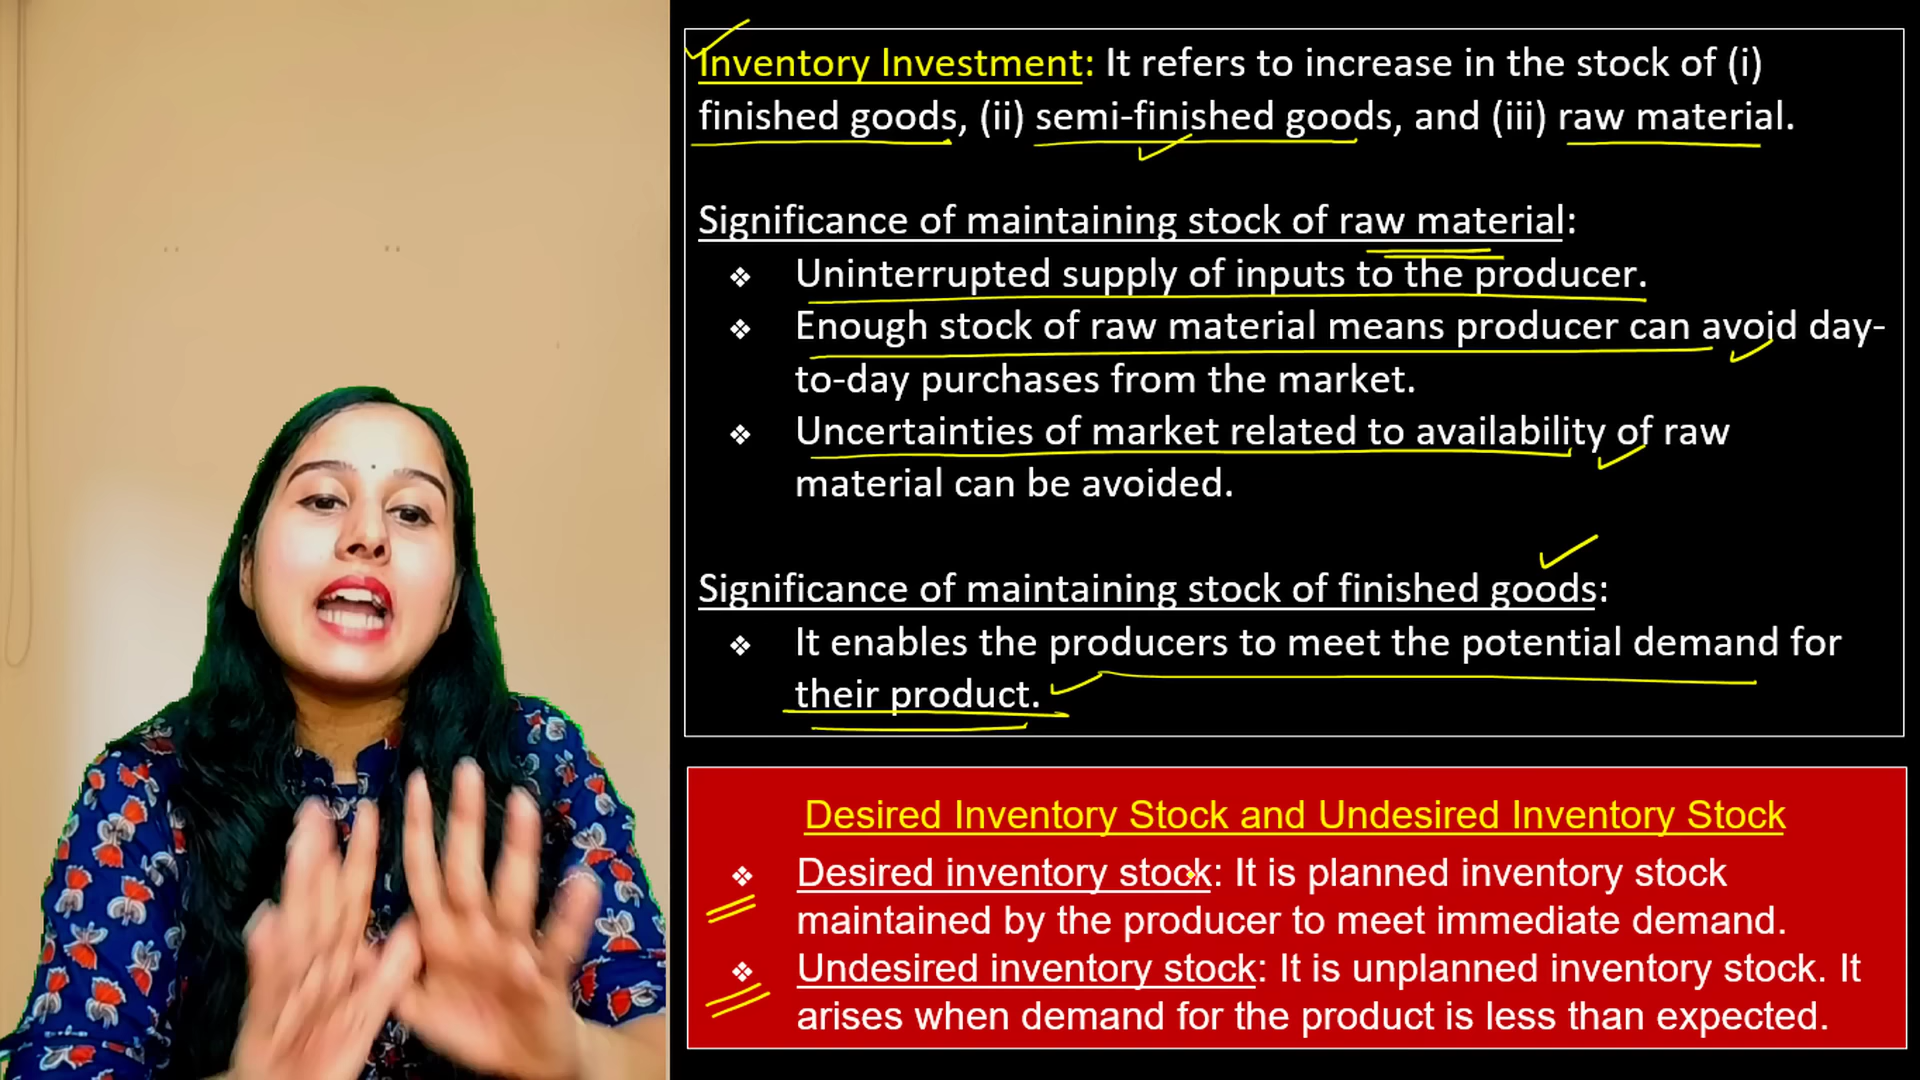 Inventory Investment: It refers to increase in the stock of (i)
finished goods, (ii) semi-finished goods, and (iii) raw material.
Significance of maintaining stock of raw material:
❖ Uninterrupted supply of inputs to the producer.
❖ Enough stock of raw material means producer can avoid day-
to-day purchases from the market.
❖ Uncertainties of market related to availability of raw
material can be avoided.
Significance of maintaining stock of finished goods:
❖ It enables the producers to meet the potential demand for
their product.
Desired Inventory Stock and Undesired Inventory Stock
❖ Desired inventory stock: It is planned inventory stock
maintained by the producer to meet immediate demand.
❖ Undesired inventory stock: It is unplanned inventory stock. It
arises when demand for the product is less than expected.